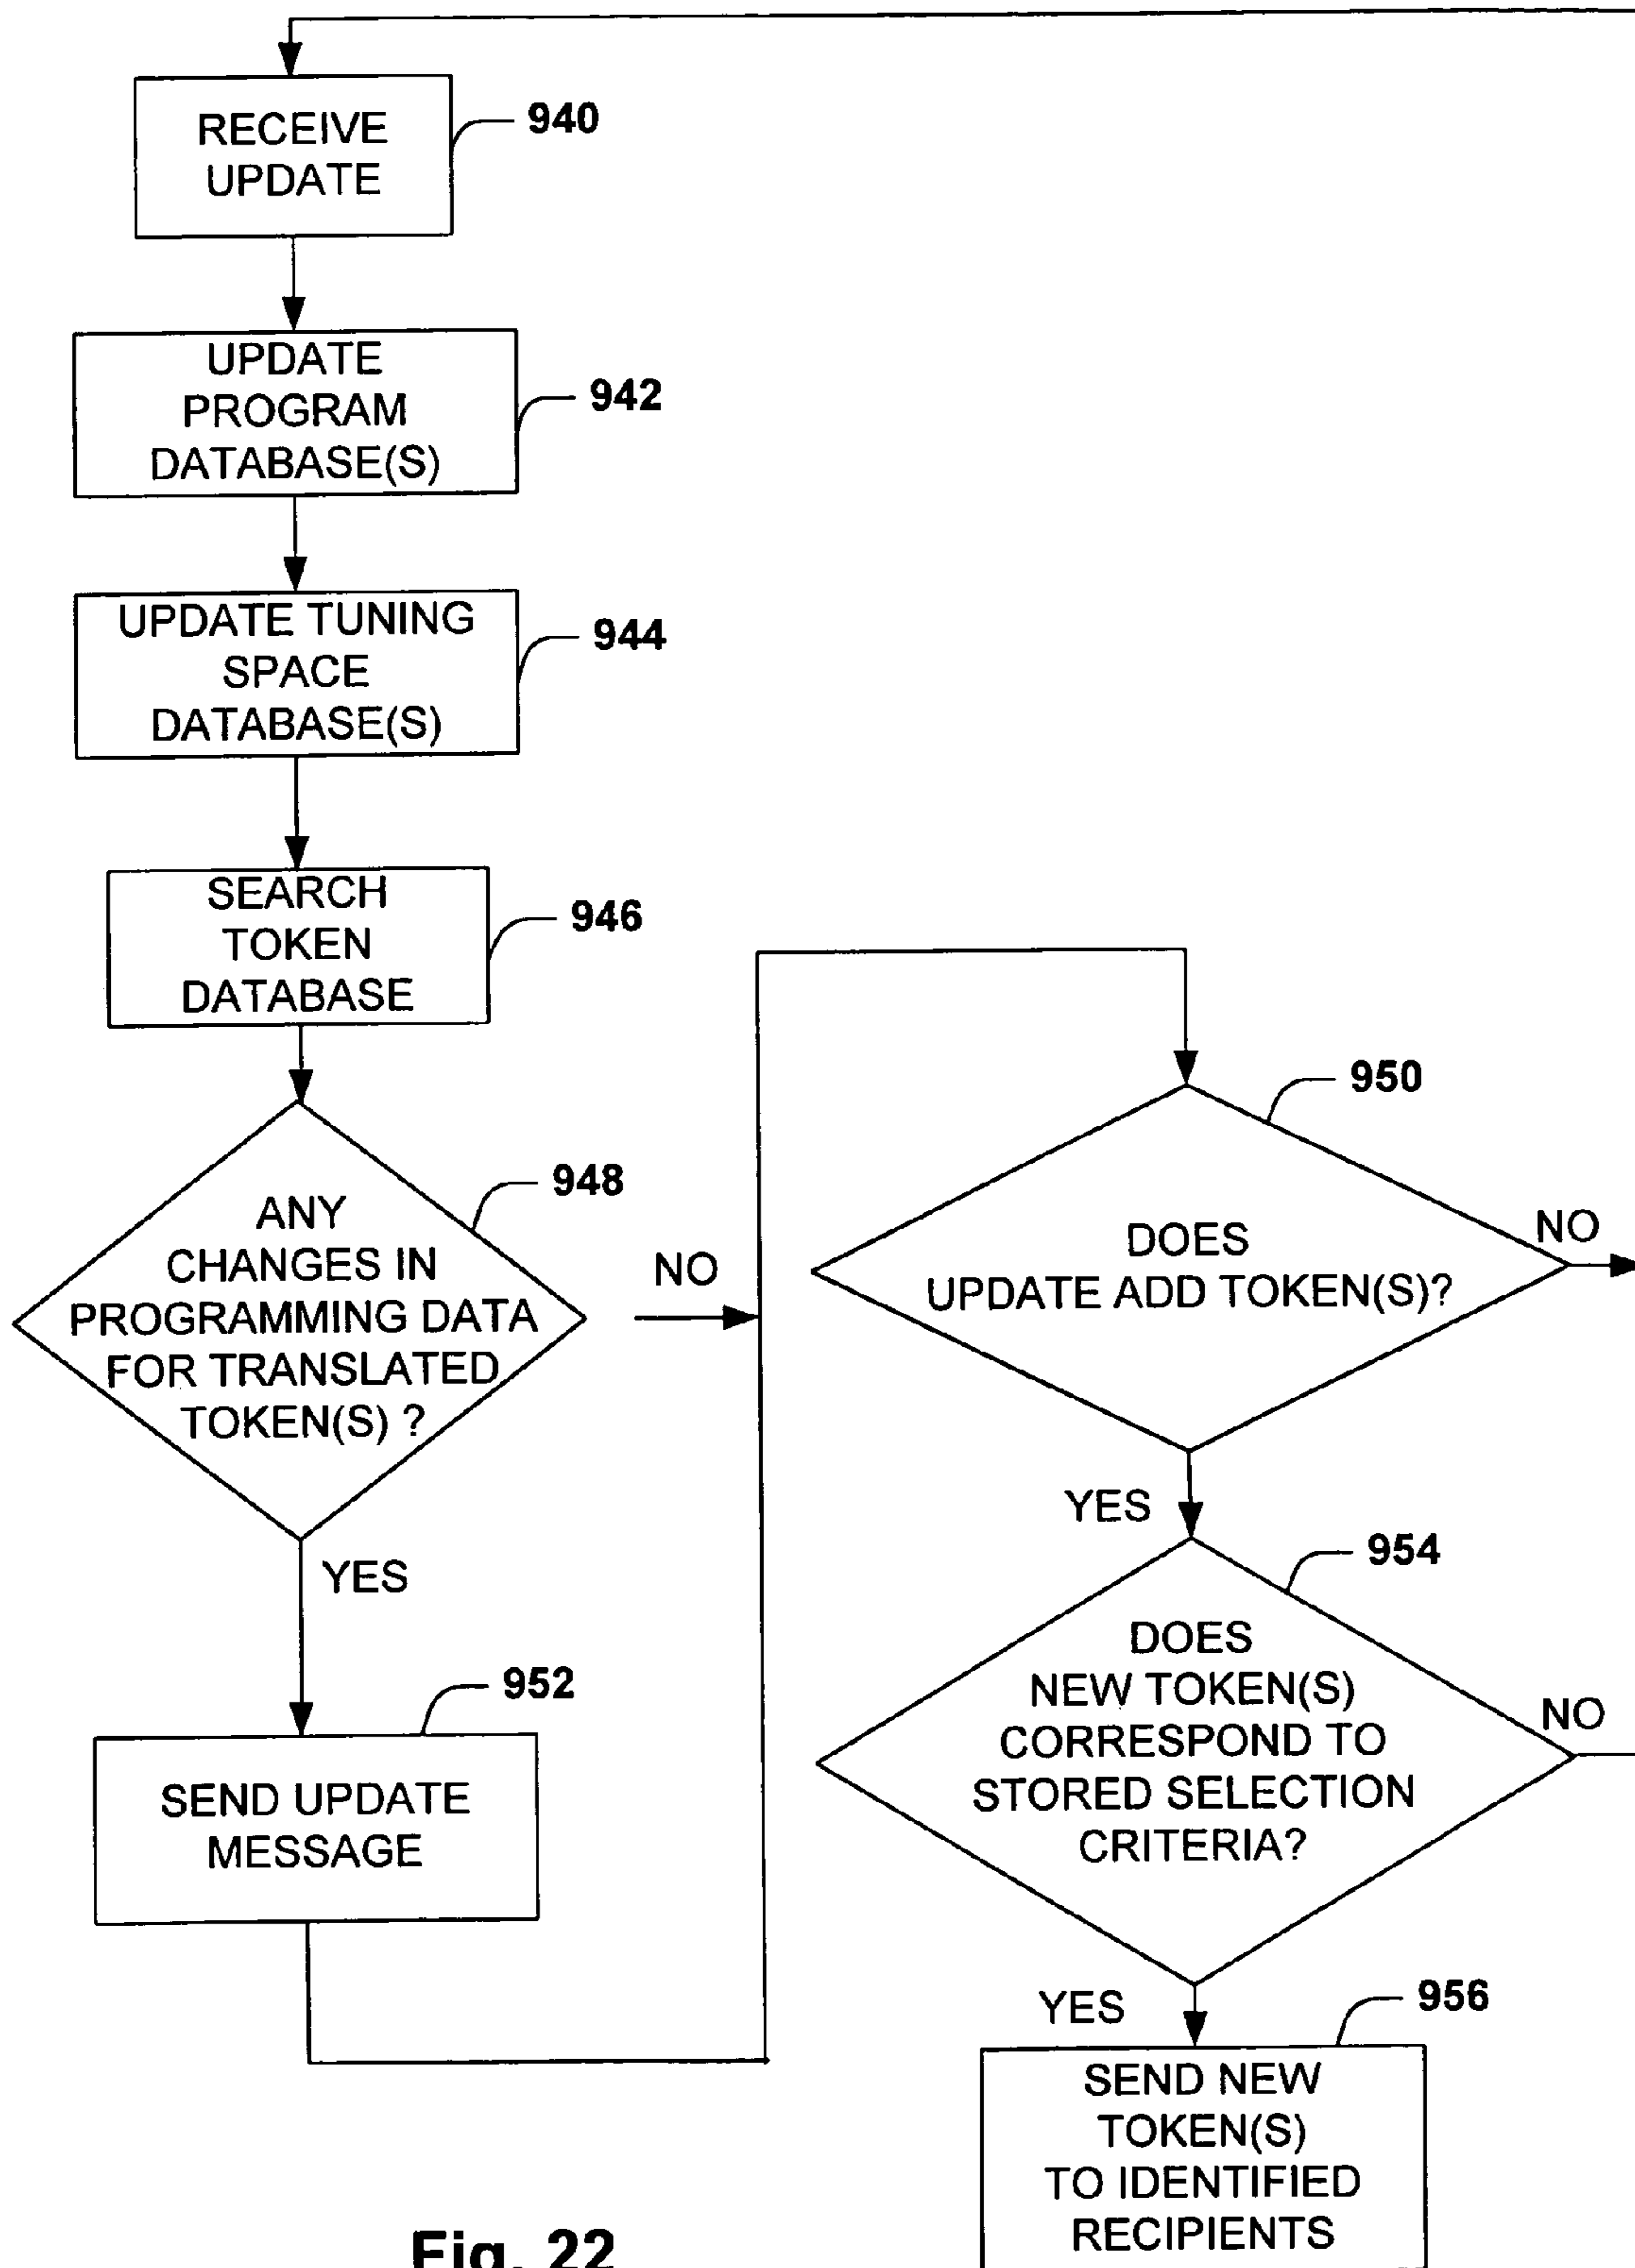 RECEIVE
UPDATE
940
UPDATE
PROGRAM
DATABASE(S)
942
UPDATE TUNING
SPACE
DATABASE(S)
944
SEARCH
TOKEN
DATABASE
946
ANY
CHANGES IN
PROGRAMMING DATA
FOR TRANSLATED
TOKEN(S) ?
948
NO
YES
SEND UPDATE
MESSAGE
952
DOES
UPDATE ADD TOKEN(S)?
950
NO
YES
DOES
NEW TOKEN(S)
CORRESPOND TO
STORED SELECTION
CRITERIA?
954
NO
YES
SEND NEW
TOKEN(S)
TO IDENTIFIED
RECIPIENTS
956
Fig. 22